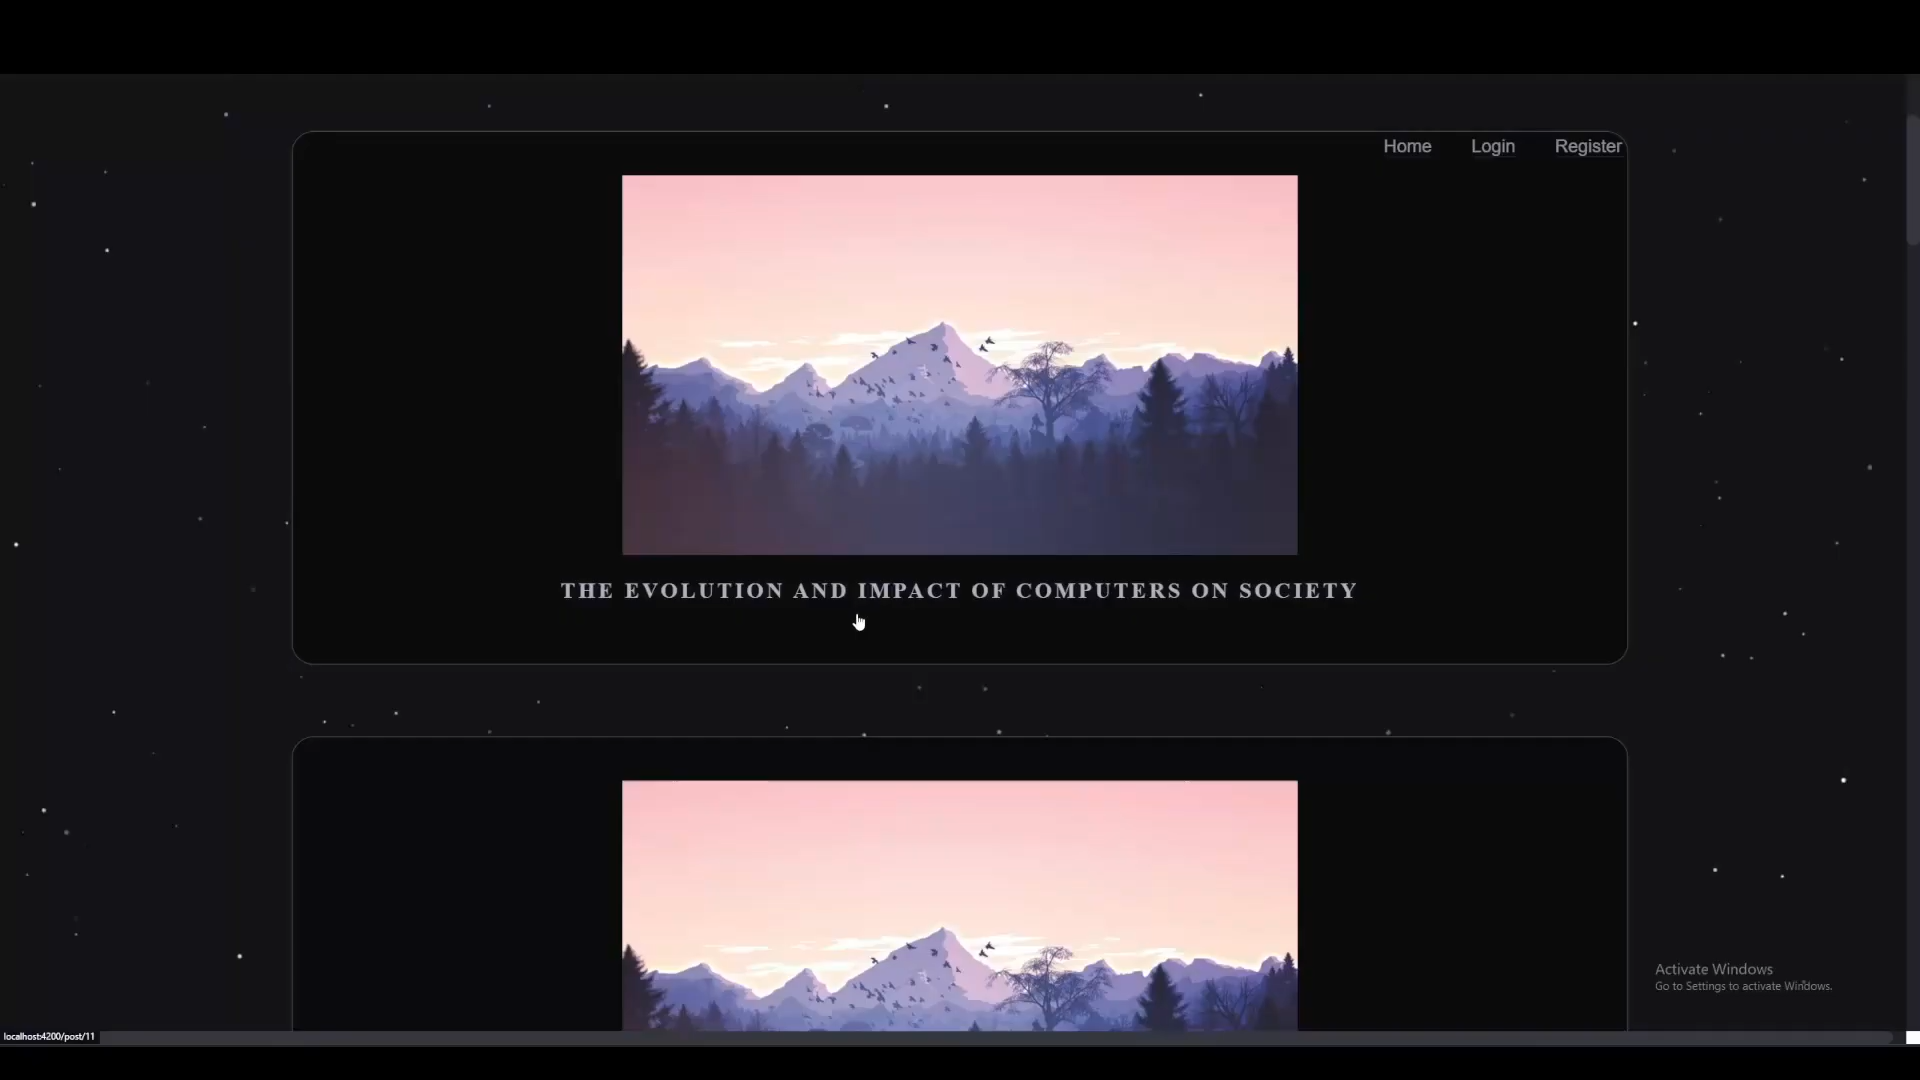 Home Login Register
THE EVOLUTION AND IMPACT OF COMPUTERS ON SOCIETY
Activate Windows
Go to Settings to activate Windows.
localhost:4200/post/11